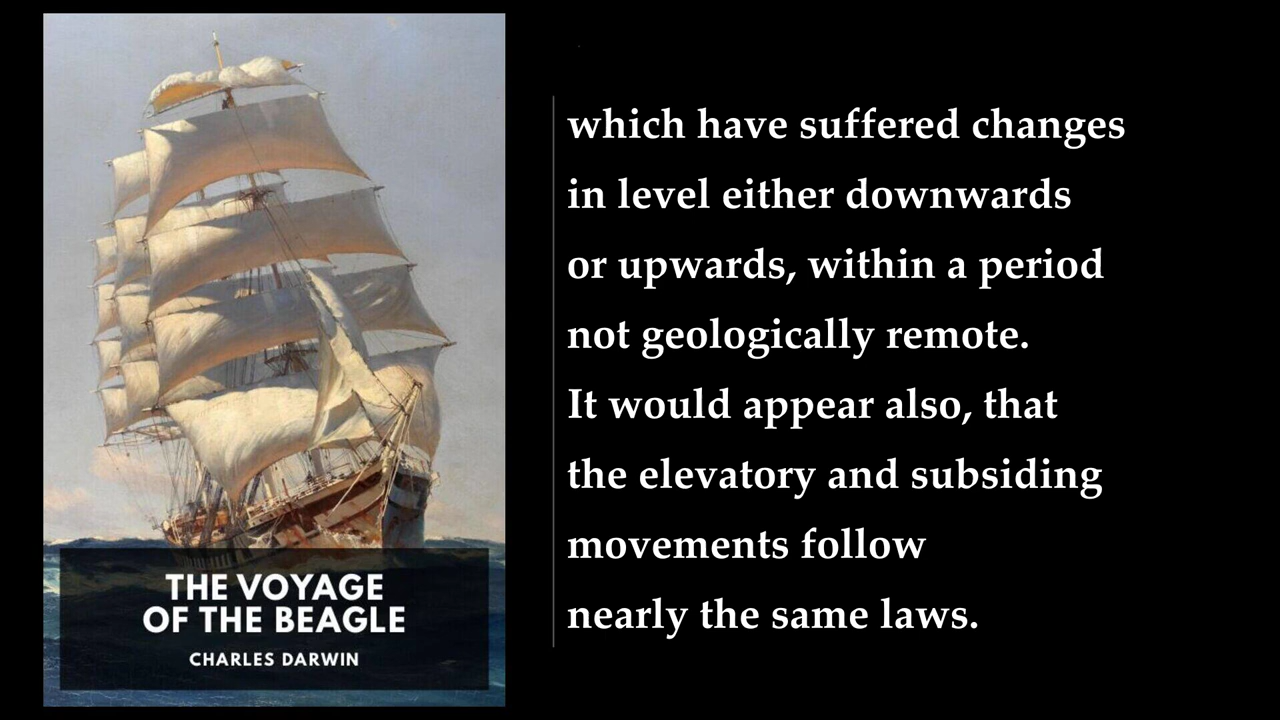 THE VOYAGE
OF THE BEAGLE
CHARLES DARWIN
which have suffered changes
in level either downwards
or upwards, within a period
not geologically remote.
It would appear also, that
the elevatory and subsiding
movements follow
nearly the same laws.